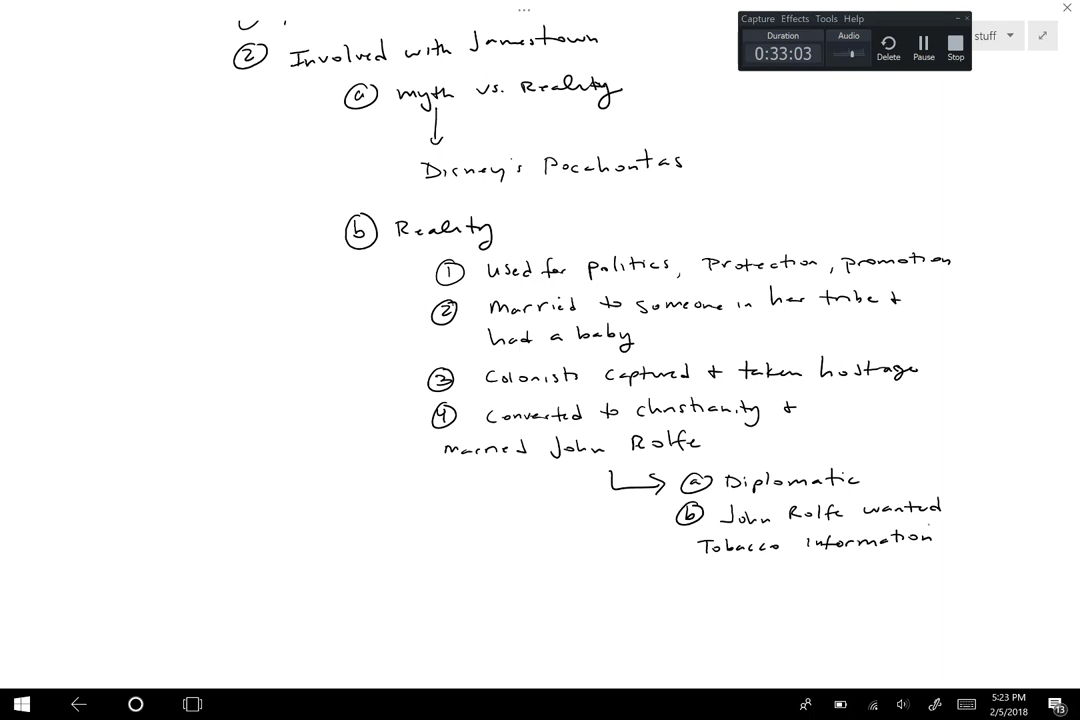 Capture Effects Tools Help
Duration
0:33:03
Audio
Delete
Pause
Stop
stuff
② Involved with Jamestown
ⓐ Myth vs. Reality
Disney's Pocahontas
ⓑ Reality
① Used for politics, Protection, promotion
② Married to someone in her tribe +
had a baby
③ Colonists captured + taken hostage
④ Converted to christianity +
married John Rolfe
ⓐ Diplomatic
ⓑ John Rolfe wanted
Tobacco information
5:23 PM
2/5/2018
13